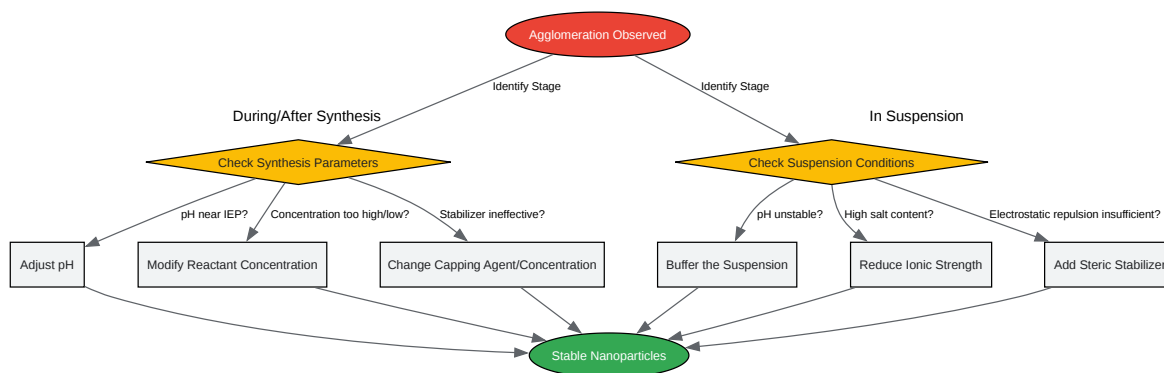 Agglomeration Observed
Identify Stage
Identify Stage
During/After Synthesis
In Suspension
Check Synthesis Parameters
Check Suspension Conditions
pH near IEP?
Concentration too high/low?
Stabilizer ineffective?
pH unstable?
High salt content?
Electrostatic repulsion insufficient?
Adjust pH
Modify Reactant Concentration
Change Capping Agent/Concentration
Buffer the Suspension
Reduce Ionic Strength
Add Steric Stabilizer
Stable Nanoparticles